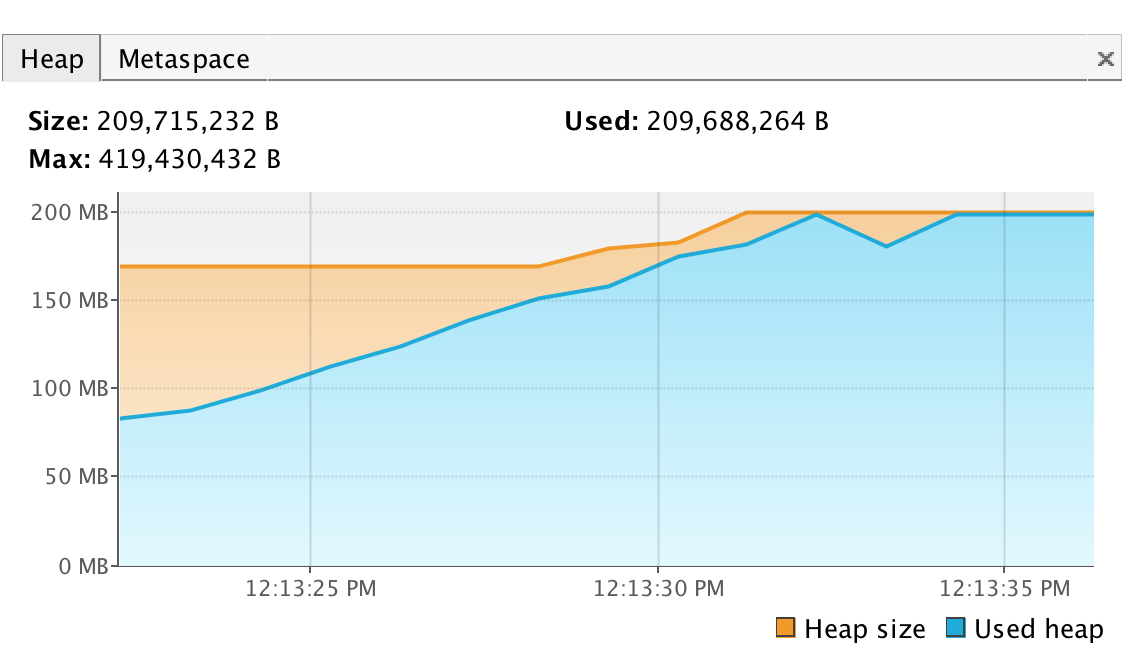 Heap Metaspace
Size: 209,715,232 B Used: 209,688,264 B
Max: 419,430,432 B
200 MB
150 MB
100 MB
50 MB
0 MB
12:13:25 PM 12:13:30 PM 12:13:35 PM
Heap size Used heap